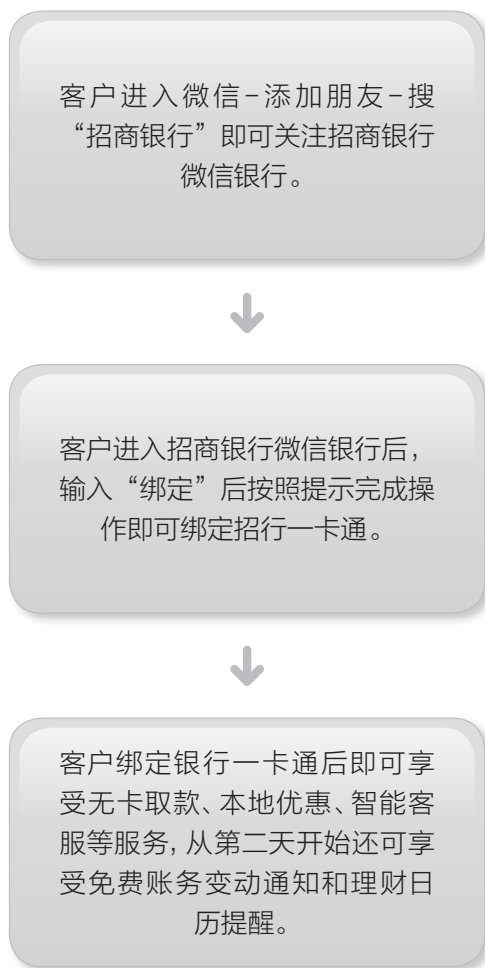 客户进入微信-添加朋友-搜
“招商银行”即可关注招商银行
微信银行。
客户进入招商银行微信银行后，
输入“绑定”后按照提示完成操
作即可绑定招行一卡通。
客户绑定银行一卡通后即可享
受无卡取款、本地优惠、智能客
服等服务, 从第二天开始还可享
受免费账务变动通知和理财日
历提醒。